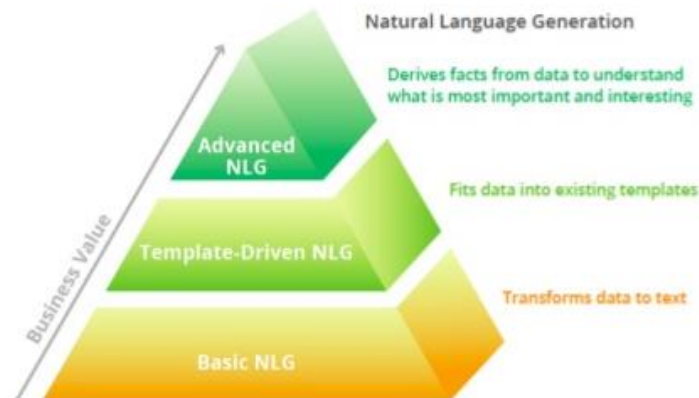 Natural Language Generation
Derives facts from data to understand
what is most important and interesting
Advanced
NLG
Fits data into existing templates
Template-Driven NLG
Business Value
Transforms data to text
Basic NLG